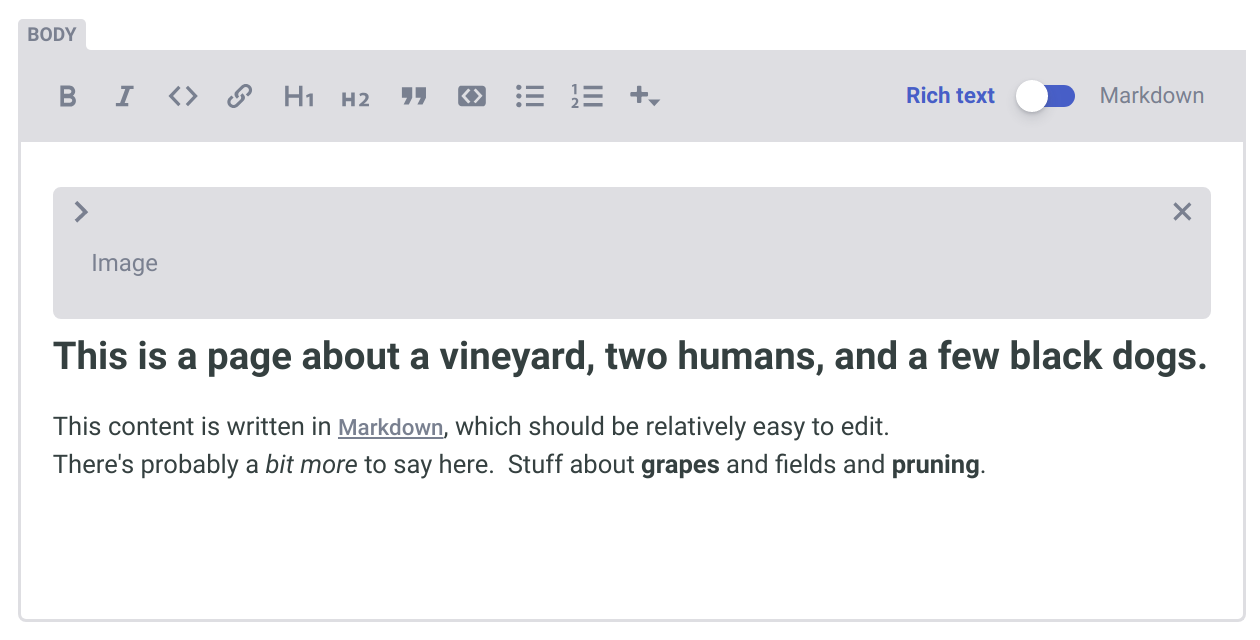 BODY
B I <> H1 H2 ” 1 2 + Rich text Markdown
Image
This is a page about a vineyard, two humans, and a few black dogs.
This content is written in Markdown, which should be relatively easy to edit.
There's probably a bit more to say here.  Stuff about grapes and fields and pruning.